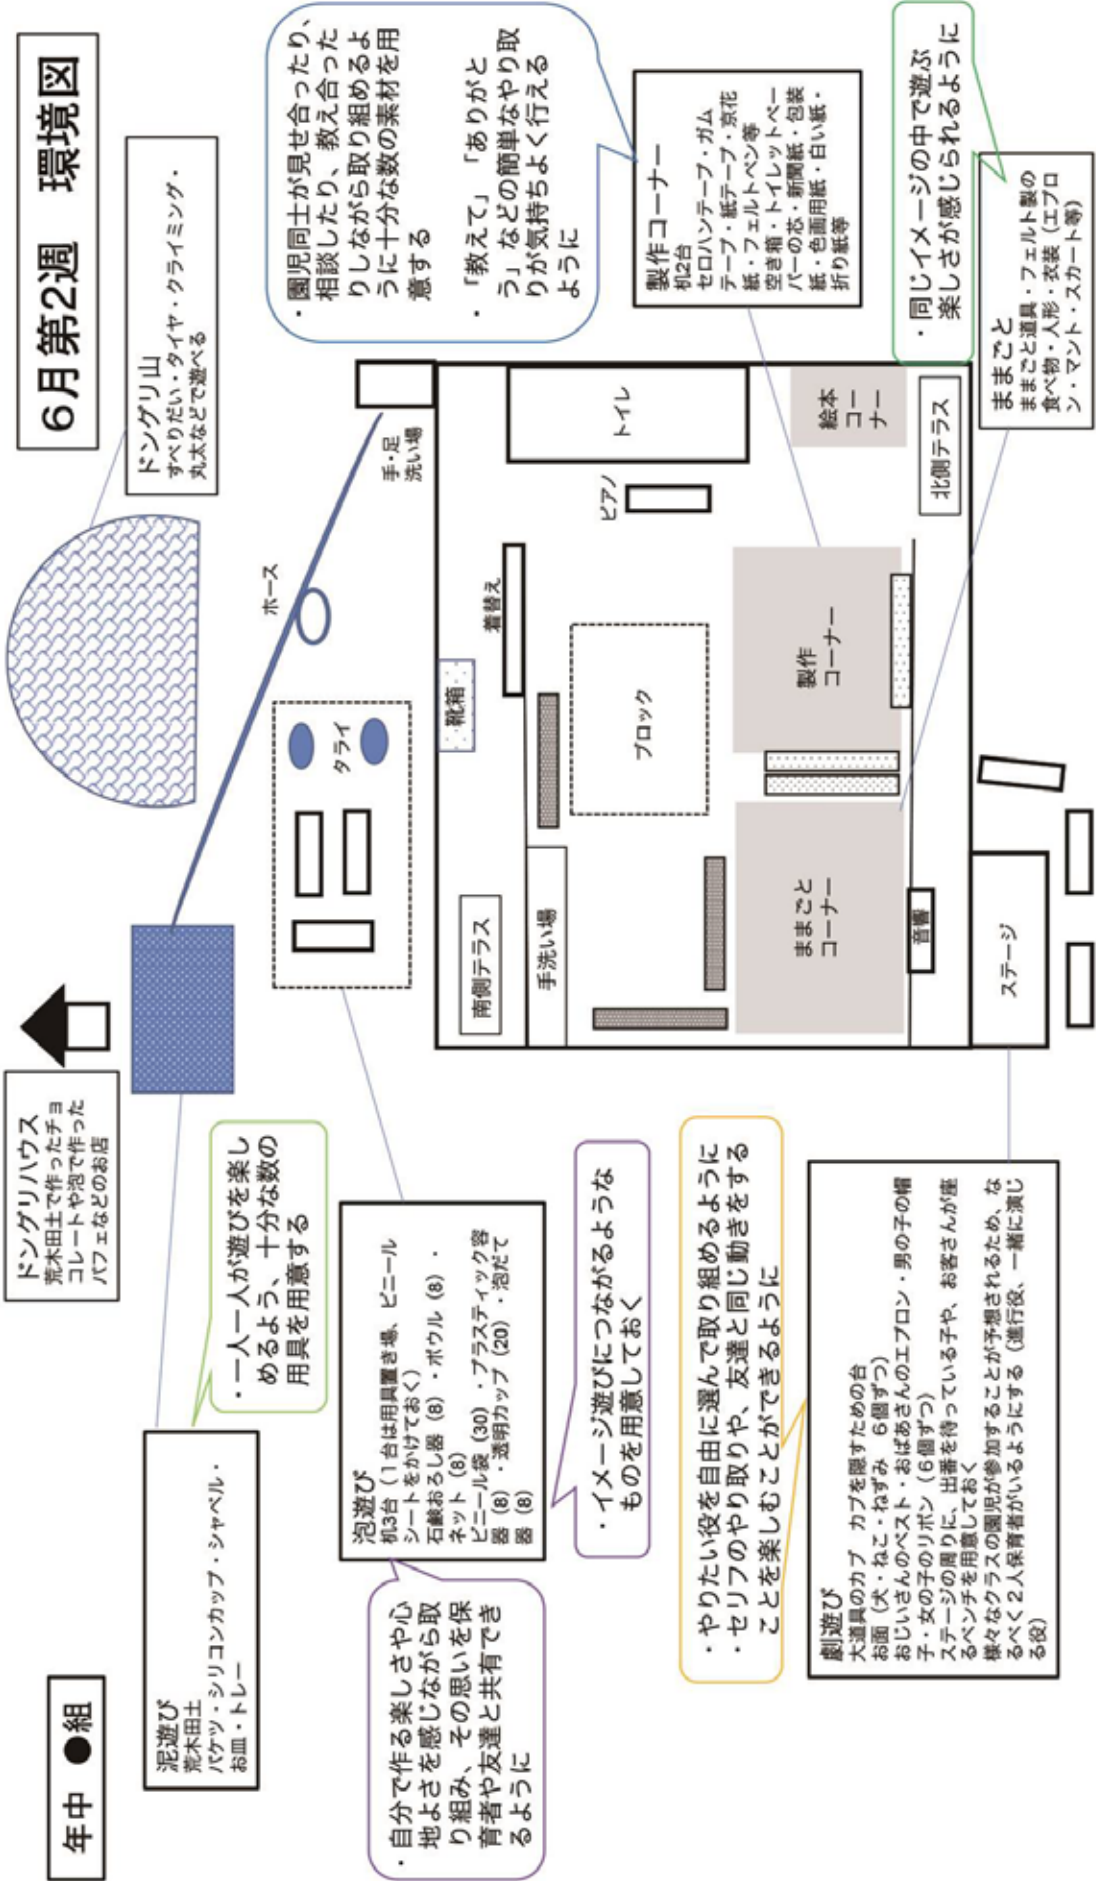 年中 ●組
6月第2週 環境図
ドングリハウス
荒木田土で作ったチョ
コレートや泡で作った
パフェなどのお店
ドングリ山
すべりだい・タイヤ・クライミング・
丸太などで遊べる
泥遊び
荒木田土
バケツ・シリコンカップ・シャベル・
お皿・トレー
・一人一人が遊びを楽し
めるよう、十分な数の
用具を用意する
ホース
手・足
洗い場
タライ
・園児同士が見せ合ったり、
相談したり、教え合った
りしながら取り組めるよ
うに十分な数の素材を用
意する
・「教えて」「ありがと
う」などの簡単なやり取
りが気持ちよく行える
ように
・自分で作る楽しさや心
地よさを感じながら取
り組み、その思いを保
育者や友達と共有でき
るように
泡遊び
机3台（1台は用具置き場、ビニール
シートをかけておく）
石鹸おろし器（8）・ボウル（8）・
ネット（8）
ビニール袋（30）・プラスティック容
器（8）・透明カップ（20）・泡だて
器（8）
・イメージ遊びにつながるような
ものを用意しておく
南側テラス
靴箱
着替え
手洗い場
ピアノ
トイレ
ブロック
ままごと
コーナー
製作
コーナー
絵本
コー
ナー
音響
北側テラス
ステージ
製作コーナー
机2台
セロハンテープ・ガム
テープ・紙テープ・京花
紙・フェルトペン等
空き箱・トイレットペー
パーの芯・新聞紙・包装
紙・色画用紙・白い紙・
折り紙等
・同じイメージの中で遊ぶ
楽しさが感じられるように
ままごと
ままごと道具・フェルト製の
食べ物・人形・衣装（エプロ
ン・マント・スカート等）
・やりたい役を自由に選んで取り組めるように
・セリフのやり取りや、友達と同じ動きをする
ことを楽しむことができるように
劇遊び
大道具のカブ カブを隠すための台
お面（犬・ねこ・ねずみ 6個ずつ）
おじいさんのベスト・おばあさんのエプロン・男の子の帽
子・女の子のリボン（6個ずつ）
ステージの周りに、出番を待っている子や、お客さんが座
るベンチを用意しておく
様々なクラスの園児が参加することが予想されるため、な
るべく2人保育者がいるようにする（進行役、一緒に演じ
る役）